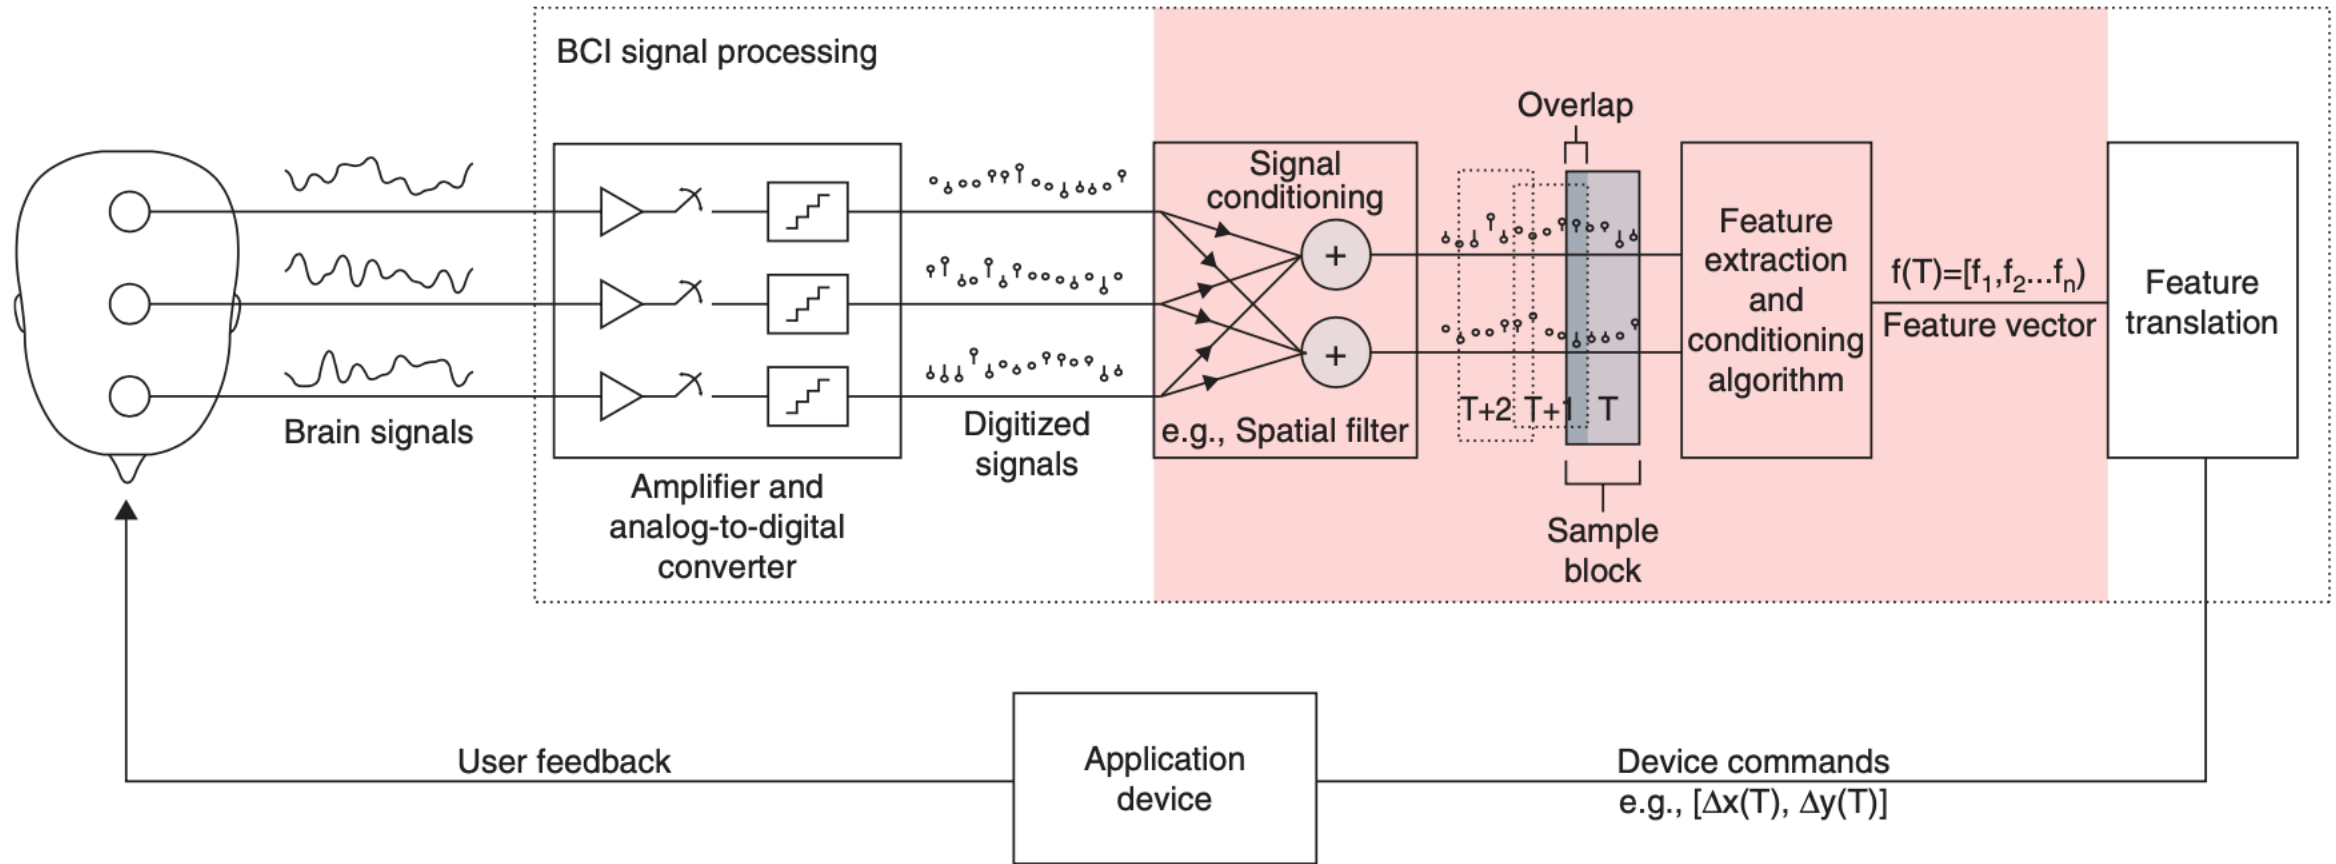 BCI signal processing
Overlap
Signal
conditioning
+
+
e.g., Spatial filter
Brain signals
Digitized
signals
Amplifier and
analog-to-digital
converter
T+2
T+1
T
Sample
block
Feature
extraction
and
conditioning
algorithm
f(T)=[f1,f2...fn)
Feature vector
Feature
translation
User feedback
Application
device
Device commands
e.g., [Δx(T), Δy(T)]